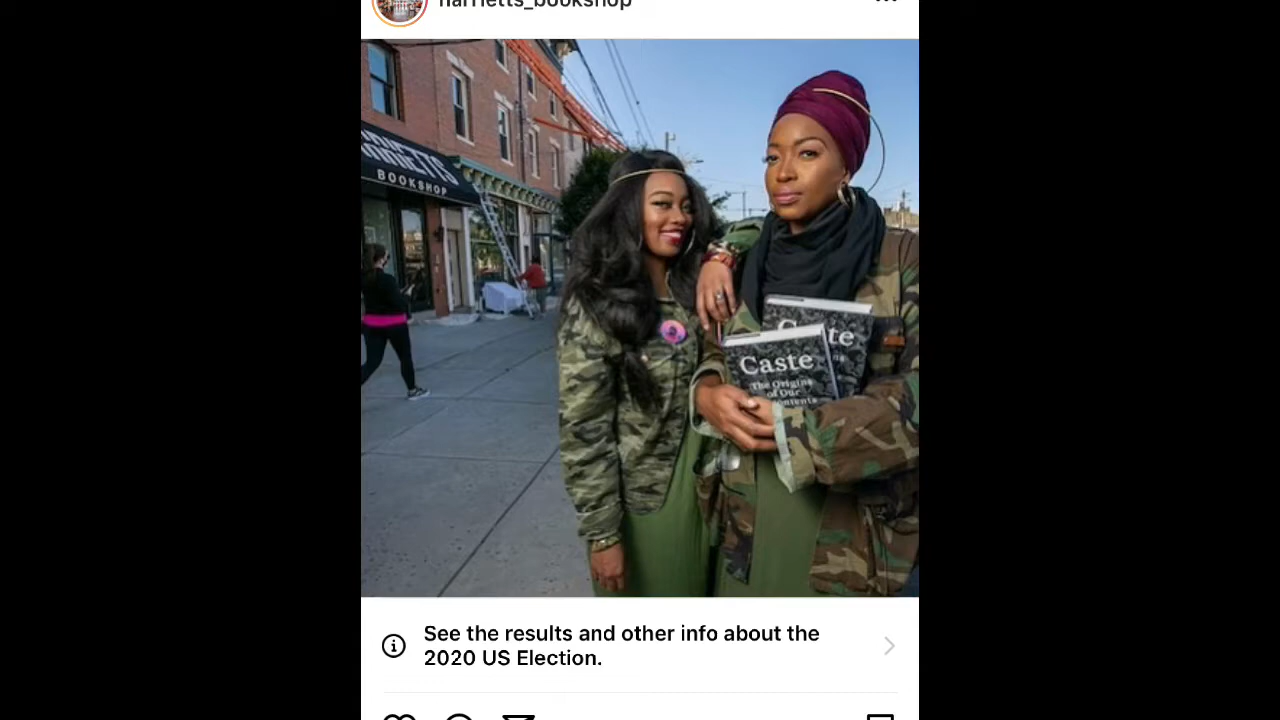 harrietts_bookshop
RRIETTS
BOOKSHOP
Caste
Caste
The Origins
of Our
See the results and other info about the
2020 US Election.